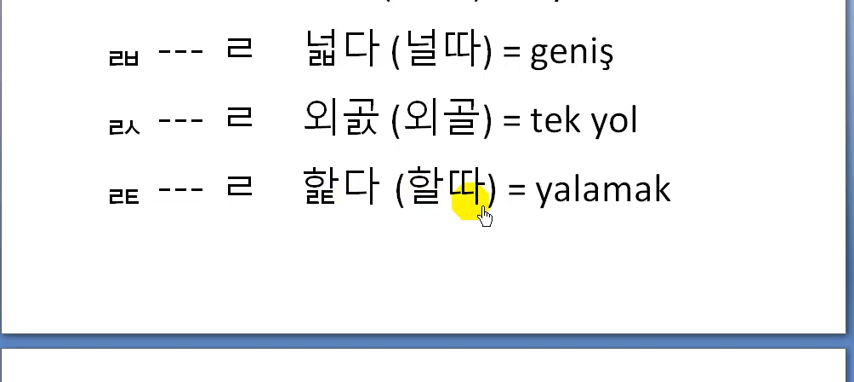 ㄼ --- ㄹ 넓다 (널따) = geniş
ㄽ --- ㄹ 외곬 (외골) = tek yol
ㄾ --- ㄹ 핥다 (할따) = yalamak